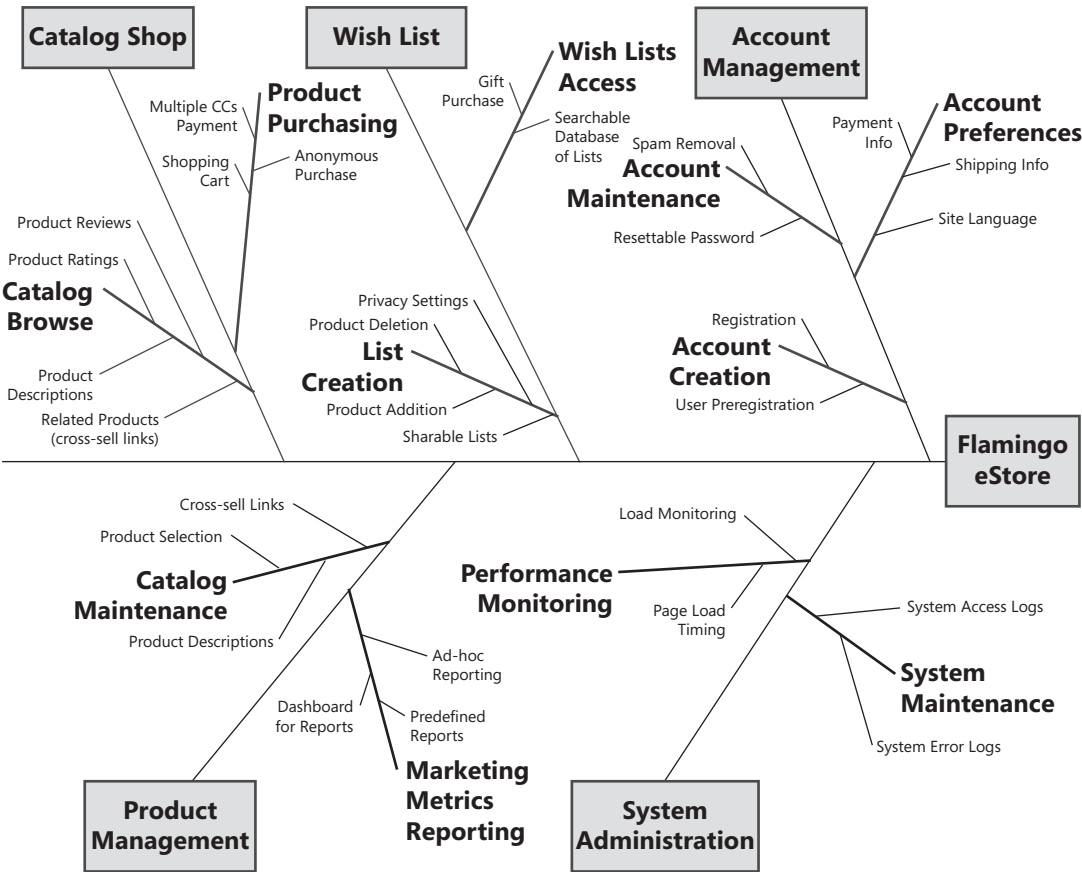 Catalog Shop
Multiple CCs
Payment
Product
Purchasing
Shopping
Cart
Anonymous
Purchase
Product Reviews
Product Ratings
Catalog
Browse
Product
Descriptions
Related Products
(cross-sell links)
Wish List
Gift
Purchase
Wish Lists
Access
Searchable
Database
of Lists
Privacy Settings
Product Deletion
List
Creation
Product Addition
Sharable Lists
Account
Management
Spam Removal
Account
Maintenance
Resettable Password
Payment
Info
Account
Preferences
Shipping Info
Site Language
Registration
Account
Creation
User Preregistration
Flamingo
eStore
Cross-sell Links
Product Selection
Catalog
Maintenance
Product Descriptions
Ad-hoc
Reporting
Dashboard
for Reports
Predefined
Reports
Marketing
Metrics
Reporting
Product
Management
Load Monitoring
Performance
Monitoring
Page Load
Timing
System Access Logs
System
Maintenance
System Error Logs
System
Administration